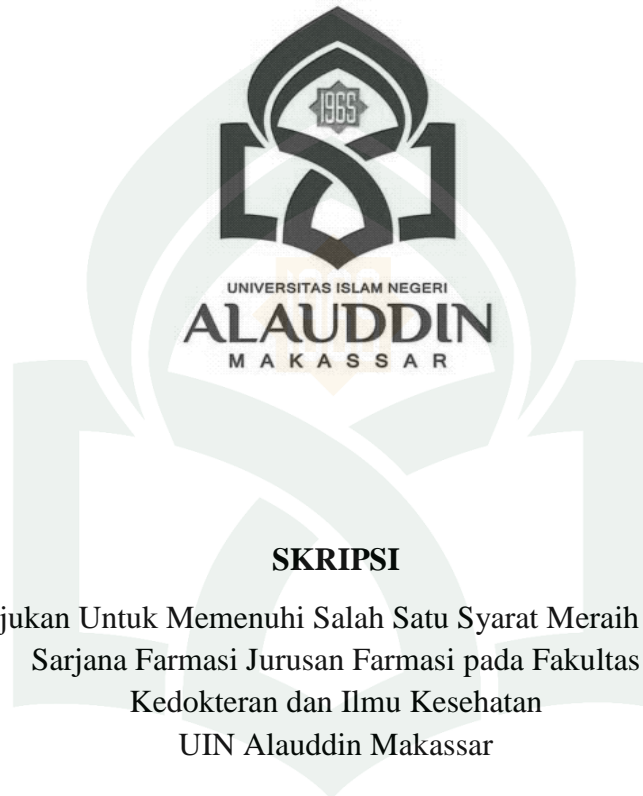 1965
UNIVERSITAS ISLAM NEGERI
ALAUDDIN
MAKASSAR
SKRIPSI
jukan Untuk Memenuhi Salah Satu Syarat Meraih
Sarjana Farmasi Jurusan Farmasi pada Fakultas
Kedokteran dan Ilmu Kesehatan
UIN Alauddin Makassar